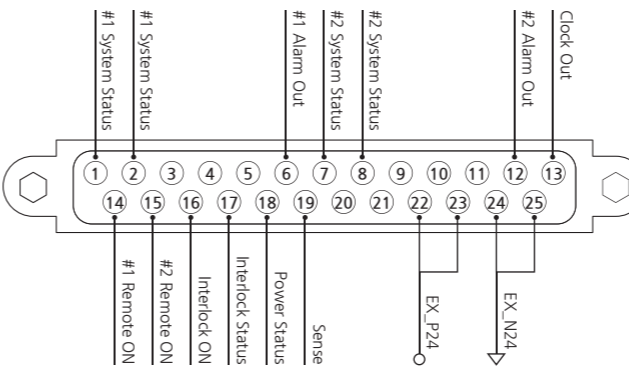 #1 System Status
#1 System Status
#1 Alarm Out
#2 System Status
#2 System Status
#2 Alarm Out
Clock Out
1 2 3 4 5 6 7 8 9 10 11 12 13
14 15 16 17 18 19 20 21 22 23 24 25
#1 Remote ON
#2 Remote ON
Interlock ON
Interlock Status
Power Status
Sense
EX_P24
EX_N24